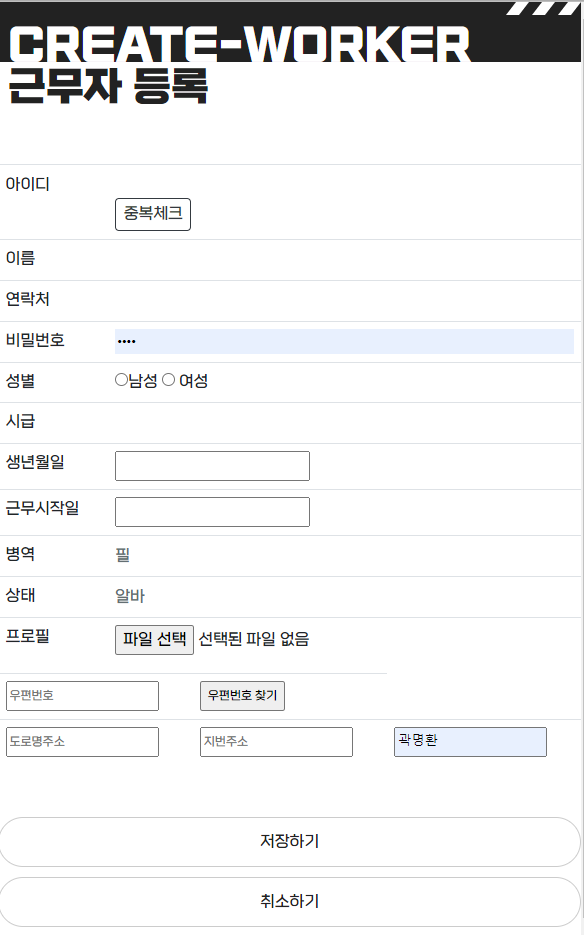 CREATE-WORKER
근무자 등록
아이디
중복체크
이름
연락처
비밀번호 ••••
성별 남성 여성
시급
생년월일
근무시작일
병역 필
상태 알바
프로필 파일 선택 선택된 파일 없음
우편번호 우편번호 찾기
도로명주소 지번주소 곽명환
저장하기
취소하기